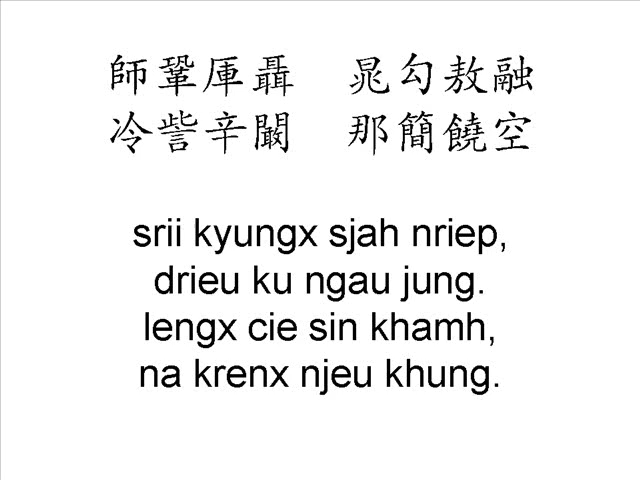 師鞏厙聶　晁勾敖融
冷訾辛闞　那簡饒空
srii kyungx sjah nriep,
drieu ku ngau jung.
lengx cie sin khamh,
na krenx njeu khung.